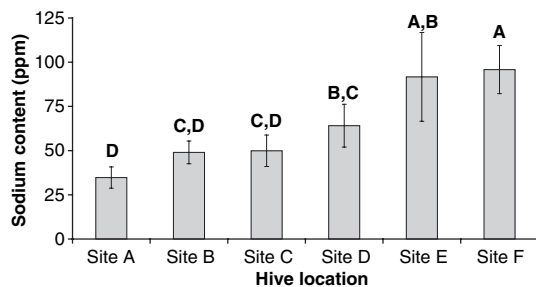 Sodium content (ppm)
125
100
75
50
25
0
D
C,D
C,D
B,C
A,B
A
Site A Site B Site C Site D Site E Site F
Hive location